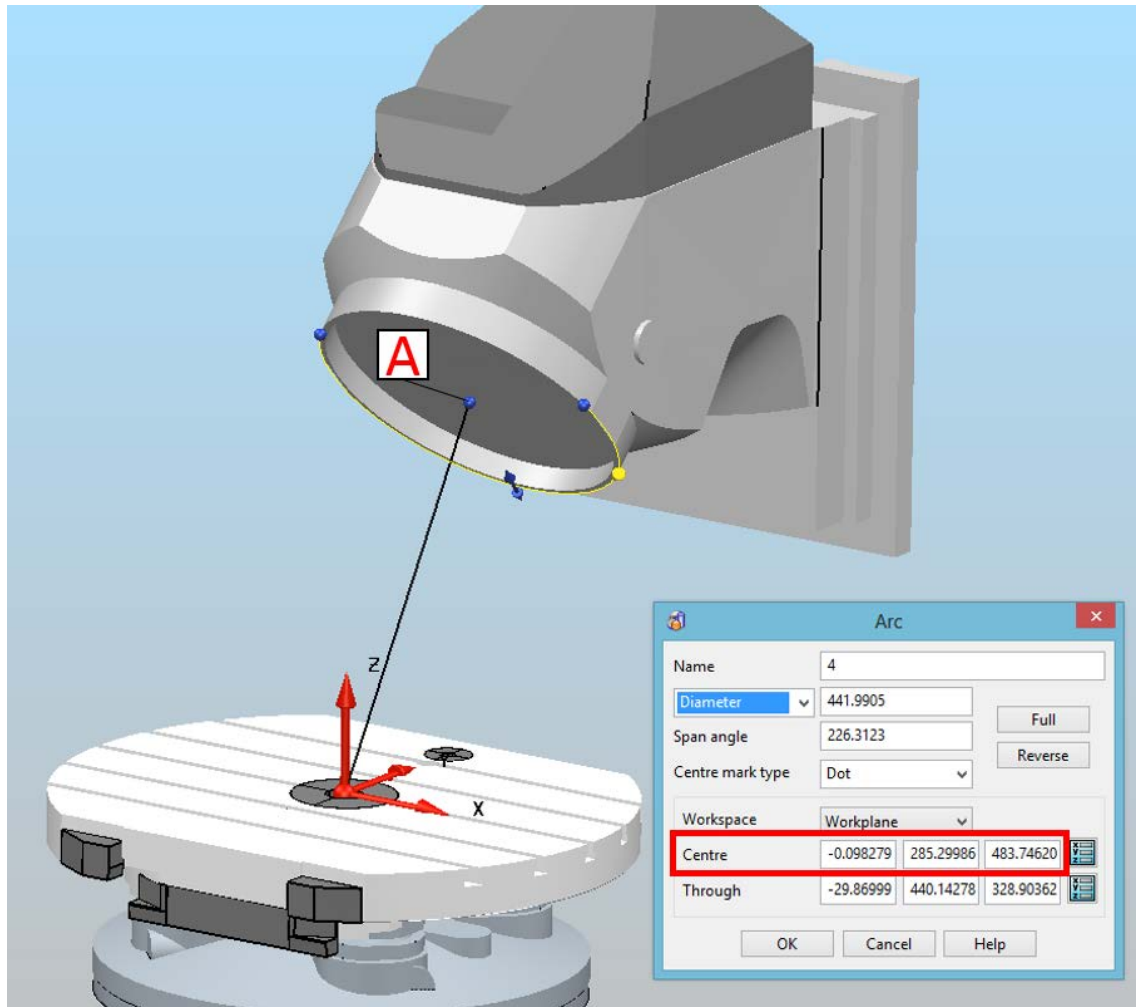 A
Z
X
Arc
Name 4
Diameter 441.9905
Full
Span angle 226.3123
Reverse
Centre mark type Dot
Workspace Workplane
Centre -0.098279 285.29986 483.74620
Through -29.86999 440.14278 328.90362
OK Cancel Help